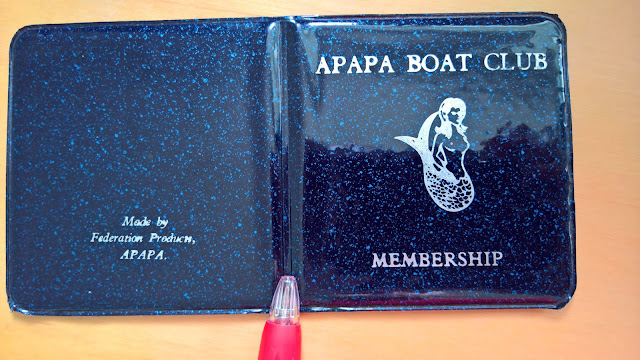 Made by
Federation Products,
APAPA.
APAPA BOAT CLUB
MEMBERSHIP